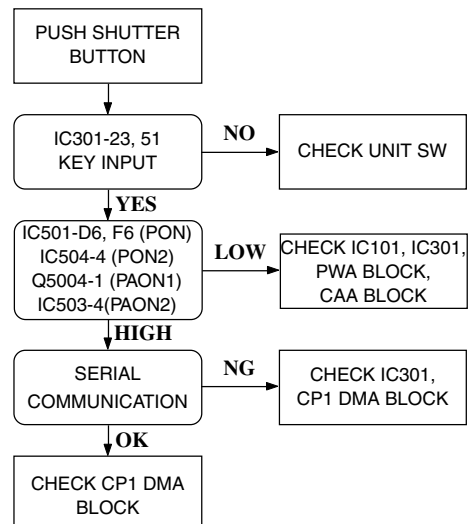 PUSH SHUTTER
BUTTON
IC301-23, 51
KEY INPUT
NO
CHECK UNIT SW
YES
IC501-D6, F6 (PON)
IC504-4 (PON2)
Q5004-1 (PAON1)
IC503-4(PAON2)
LOW
CHECK IC101, IC301,
PWA BLOCK,
CAA BLOCK
HIGH
SERIAL
COMMUNICATION
NG
CHECK IC301,
CP1 DMA BLOCK
OK
CHECK CP1 DMA
BLOCK